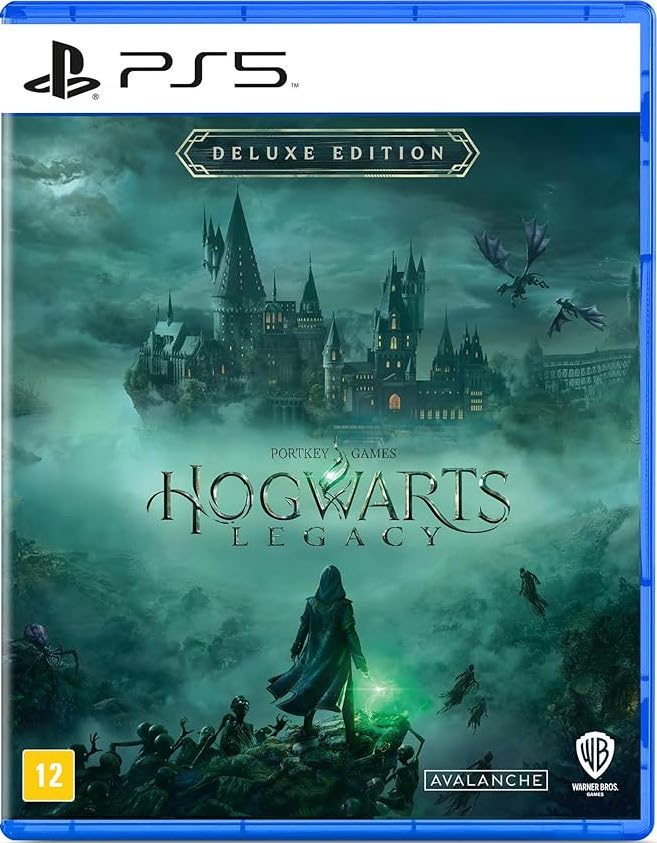 PS5
DELUXE EDITION
PORTKEY GAMES
HOGWARTS
LEGACY
12
AVALANCHE
WB
WARNER BROS.
GAMES